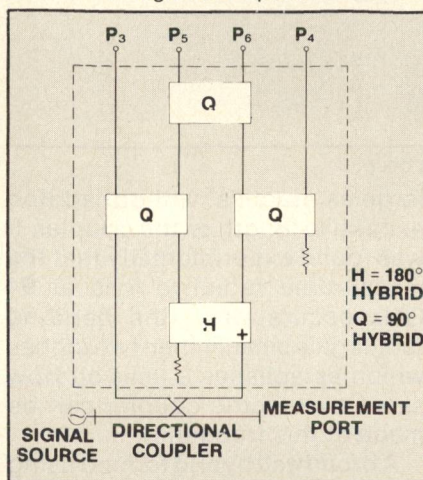 P3 P5 P6 P4
Q
Q Q
H = 180°
HYBRID
Q = 90°
HYBRID
H
+
MEASUREMENT
PORT
SIGNAL
SOURCE
DIRECTIONAL
COUPLER